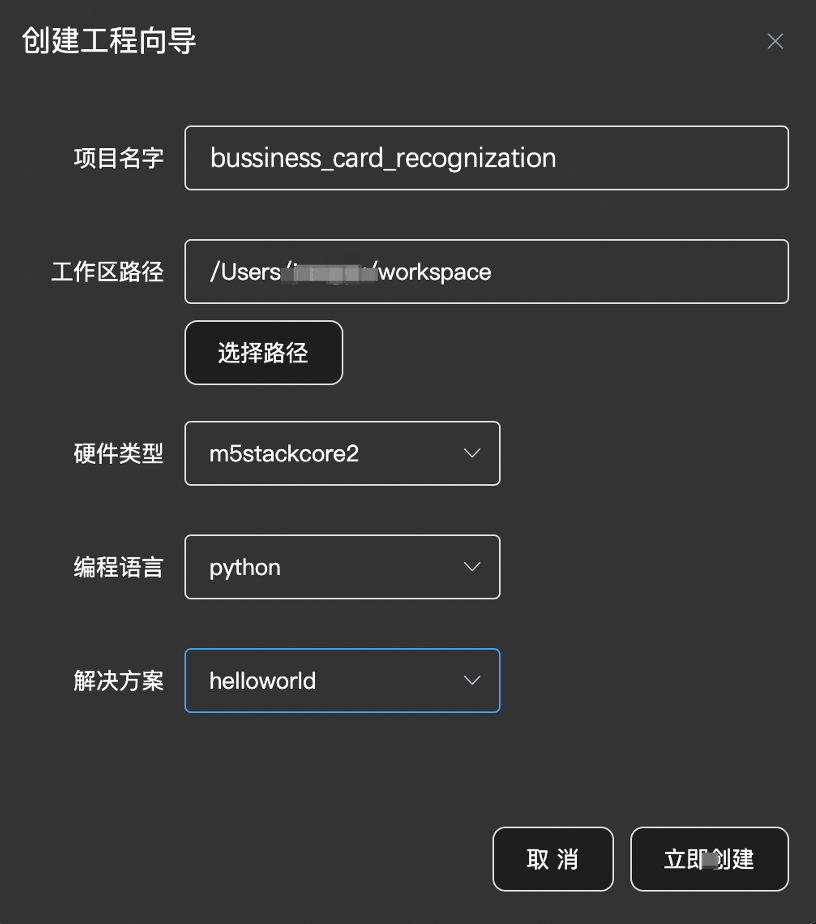 创建工程向导
项目名字 bussiness_card_recognization
工作区路径 /Users/ /workspace
选择路径
硬件类型 m5stackcore2
编程语言 python
解决方案 helloworld
取 消 立即创建